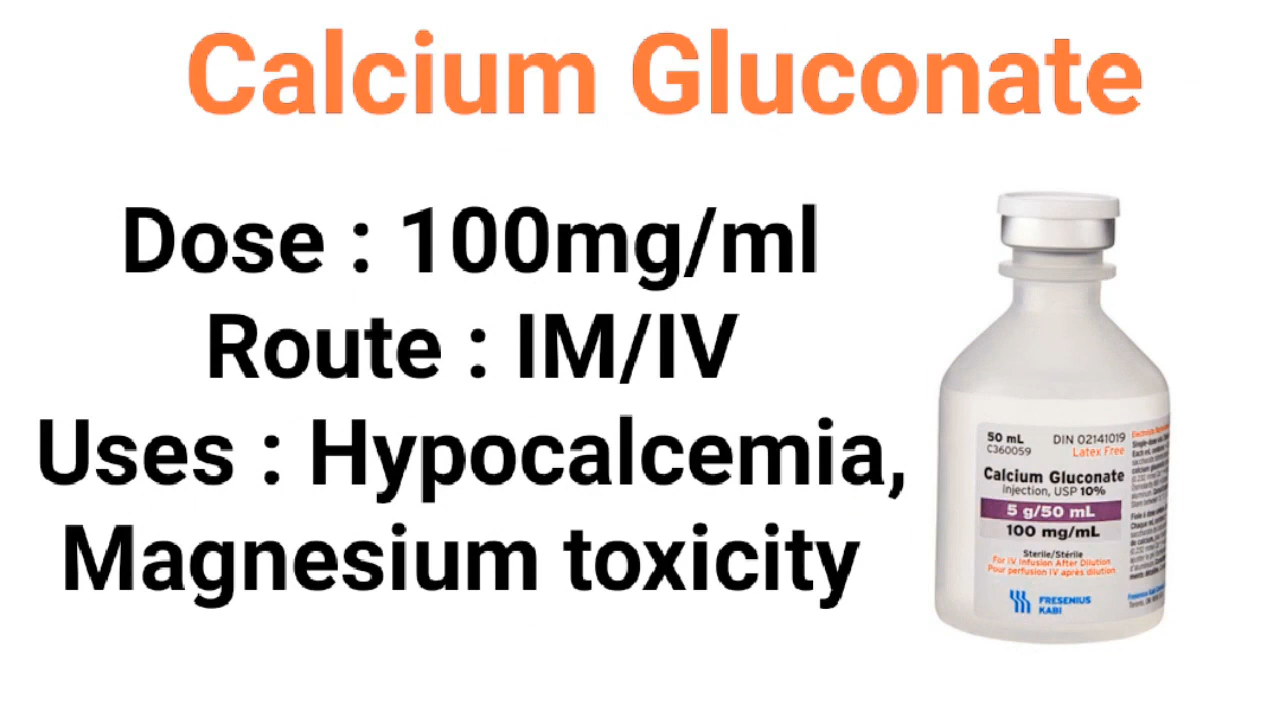 Calcium Gluconate
Dose : 100mg/ml
Route : IM/IV
Uses : Hypocalcemia,
Magnesium toxicity
50 mL DIN 02141019
C360059 Latex Free
Calcium Gluconate
Injection, USP 10%
5 g/50 mL
100 mg/mL
Sterile/Stérile
For IV Infusion After Dilution
Pour perfusion IV après dilution
FRESENIUS
KABI